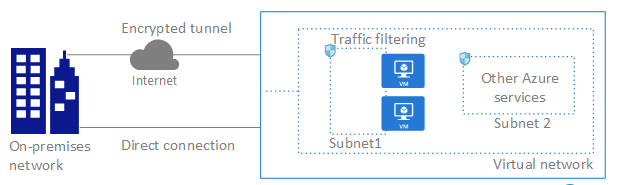 Encrypted tunnel
Internet
On-premises
network
Direct connection
Traffic filtering
VM
VM
Subnet1
Other Azure
services
Subnet 2
Virtual network